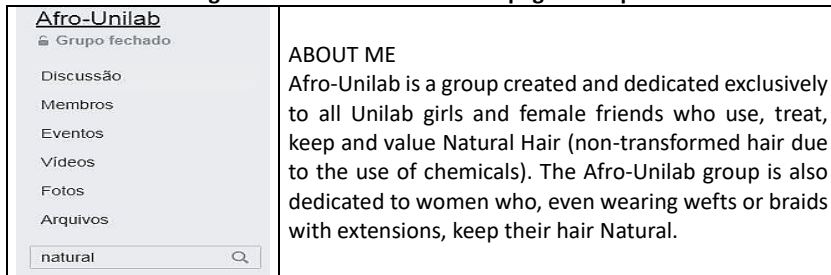 Afro-Unilab
Grupo fechado
Discussão
Membros
Eventos
Vídeos
Fotos
Arquivos
natural
ABOUT ME
Afro-Unilab is a group created and dedicated exclusively
to all Unilab girls and female friends who use, treat,
keep and value Natural Hair (non-transformed hair due
to the use of chemicals). The Afro-Unilab group is also
dedicated to women who, even wearing wefts or braids
with extensions, keep their hair Natural.